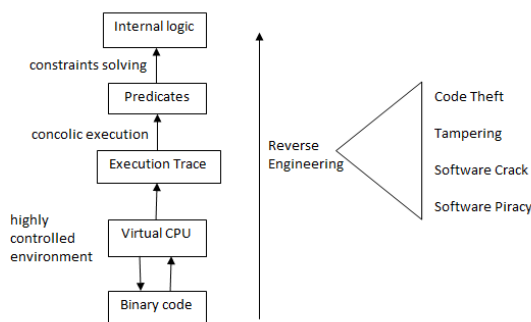 Internal logic
constraints solving
Predicates
concolic execution
Execution Trace
highly
controlled
environment
Virtual CPU
Binary code
Reverse
Engineering
Code Theft
Tampering
Software Crack
Software Piracy